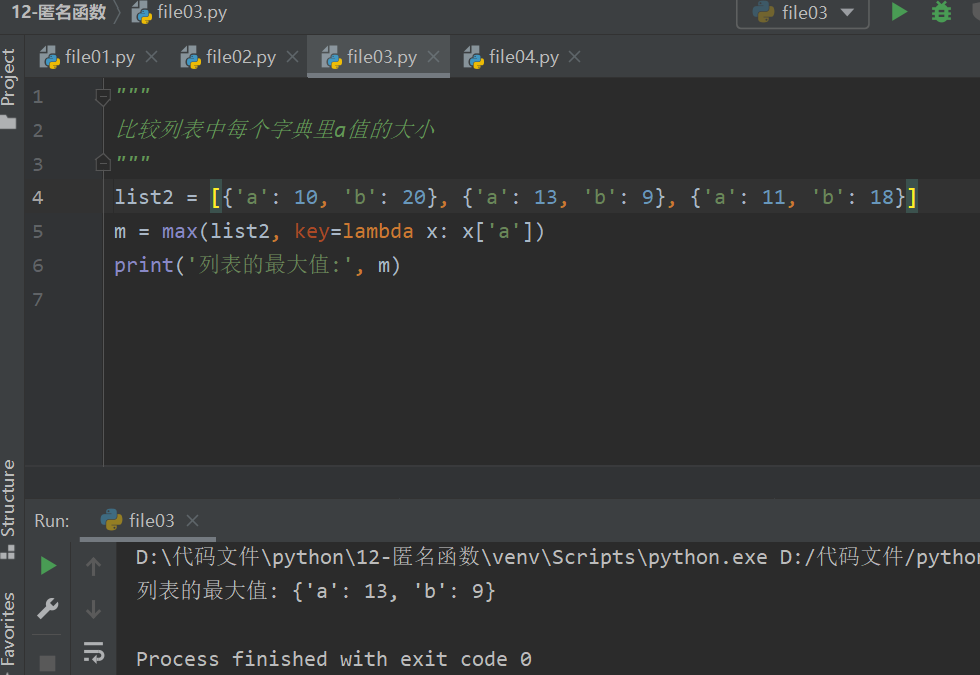 12-匿名函数 file03.py file03
file01.py file02.py file03.py file04.py
Project
1 """
2 比较列表中每个字典里a值的大小
3 """
4 list2 = [{'a': 10, 'b': 20}, {'a': 13, 'b': 9}, {'a': 11, 'b': 18}]
5 m = max(list2, key=lambda x: x['a'])
6 print('列表的最大值:', m)
7
Structure
Run: file03
D:\代码文件\python\12-匿名函数\venv\Scripts\python.exe D:/代码文件/python
列表的最大值: {'a': 13, 'b': 9}
Favorites
Process finished with exit code 0